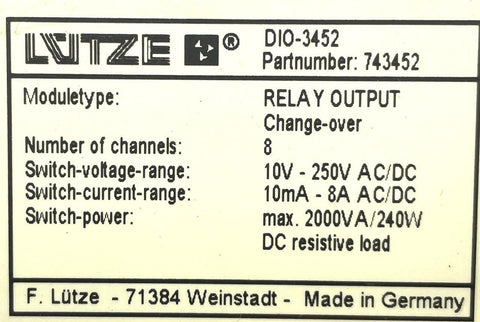 LÜTZE ® DIO-3452
Partnumber: 743452
Moduletype: RELAY OUTPUT
Change-over
Number of channels: 8
Switch-voltage-range: 10V - 250V AC/DC
Switch-current-range: 10mA - 8A AC/DC
Switch-power: max. 2000VA/240W
DC resistive load
F. Lütze - 71384 Weinstadt - Made in Germany